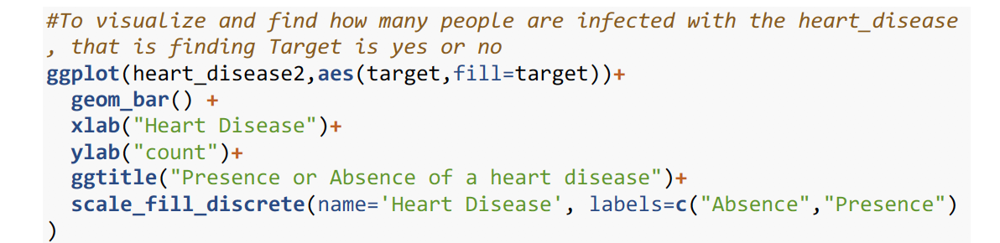 #To visualize and find how many people are infected with the heart_disease
, that is finding Target is yes or no
ggplot(heart_disease2,aes(target,fill=target))+
  geom_bar() +
  xlab("Heart Disease")+
  ylab("count")+
  ggtitle("Presence or Absence of a heart disease")+
  scale_fill_discrete(name='Heart Disease', labels=c("Absence","Presence")
)